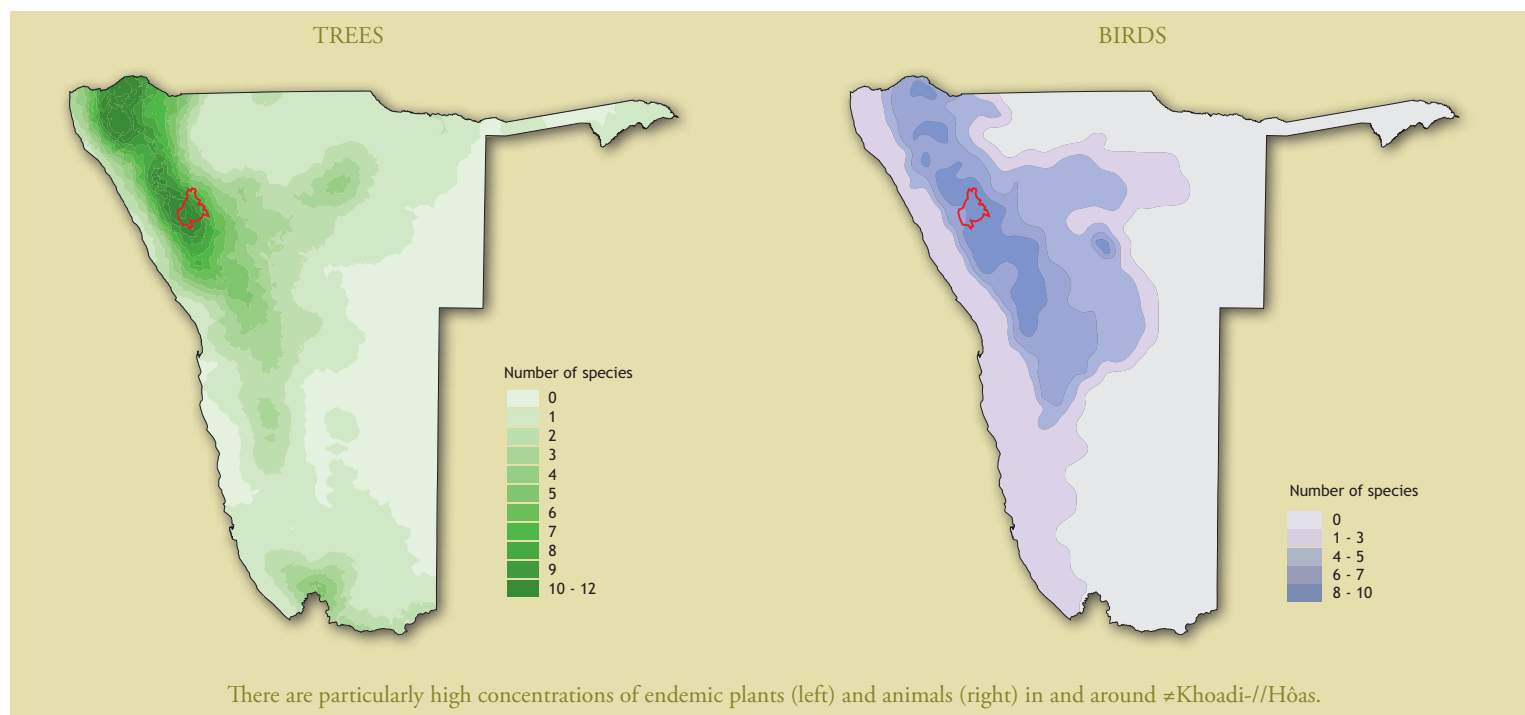 TREES
BIRDS
Number of species
0
1
2
3
4
5
6
7
8
9
10 - 12
Number of species
0
1 - 3
4 - 5
6 - 7
8 - 10
There are particularly high concentrations of endemic plants (left) and animals (right) in and around ≠Khoadi-//Hôas.